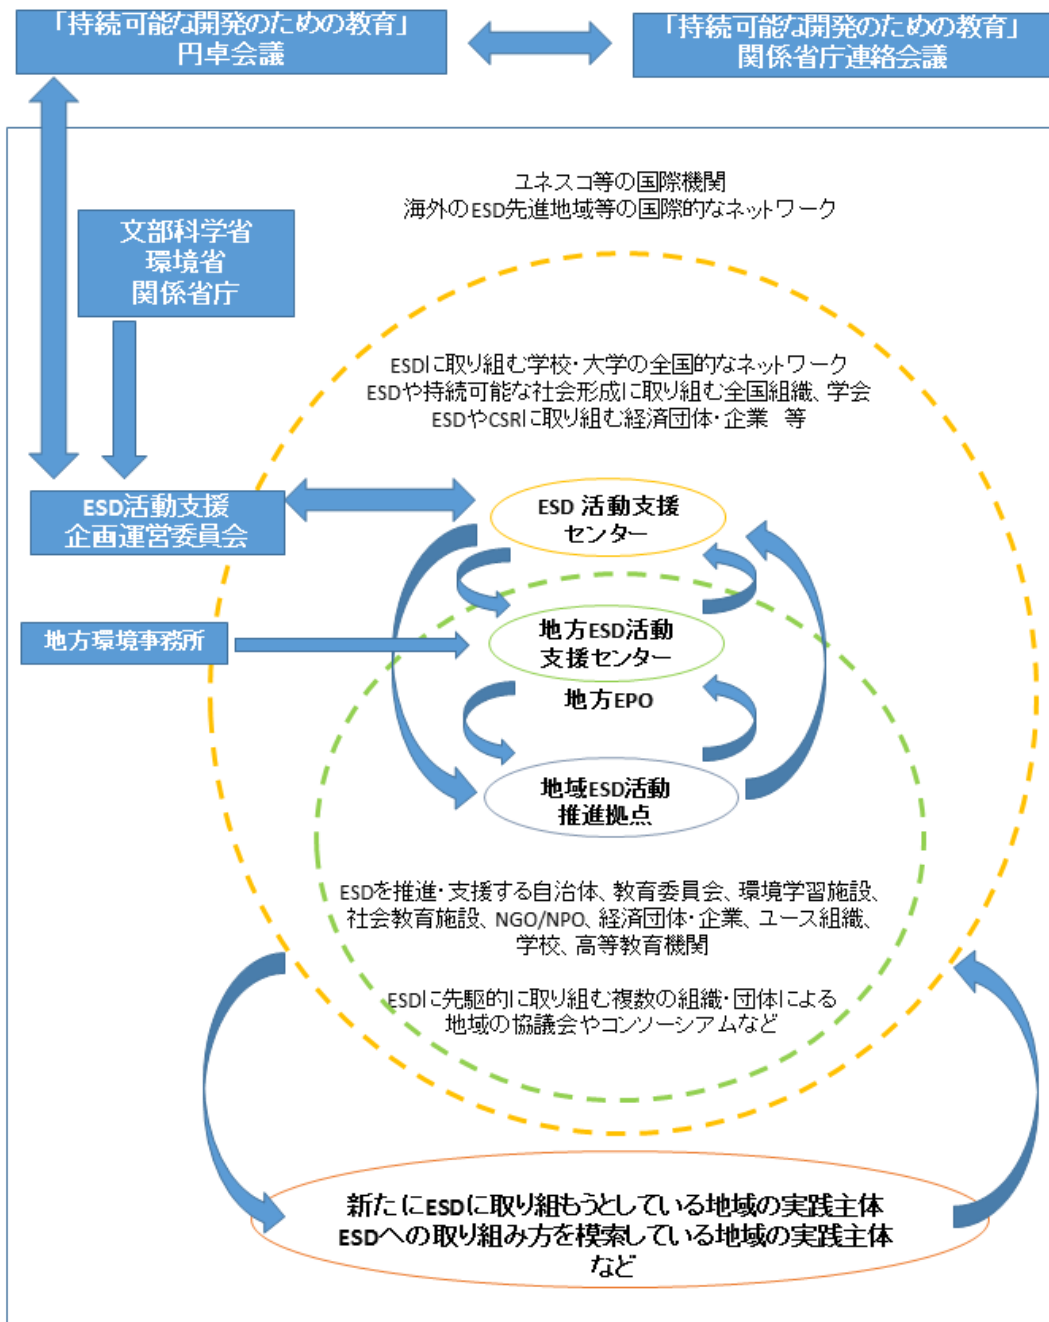 「持続可能な開発のための教育」
円卓会議
「持続可能な開発のための教育」
関係省庁連絡会議
ユネスコ等の国際機関
海外のESD先進地域等の国際的なネットワーク
文部科学省
環境省
関係省庁
ESDに取り組む学校・大学の全国的なネットワーク
ESDや持続可能な社会形成に取り組む全国組織、学会
ESDやCSRに取り組む経済団体・企業 等
ESD活動支援
企画運営委員会
ESD 活動支援
センター
地方環境事務所
地方ESD活動
支援センター
地方EPO
地域ESD活動
推進拠点
ESDを推進・支援する自治体、教育委員会、環境学習施設、
社会教育施設、NGO/NPO、経済団体・企業、ユース組織、
学校、高等教育機関
ESDに先駆的に取り組む複数の組織・団体による
地域の協議会やコンソーシアムなど
新たにESDに取り組もうとしている地域の実践主体
ESDへの取り組み方を模索している地域の実践主体
など